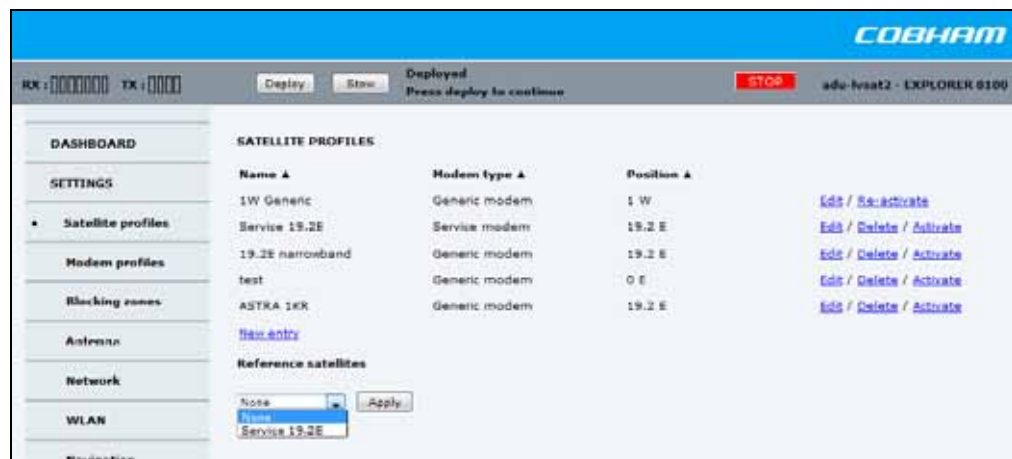 COBHAM
RX : TX : Deploy Stow Deployed STOP adu-lvsat2 - EXPLORER 8100
Press deploy to continue
DASHBOARD
SETTINGS
Satellite profiles
Modem profiles
Blocking zones
Antenna
Network
WLAN
Navigation
SATELLITE PROFILES
Name ▲ Modem type ▲ Position ▲
1W Generic Generic modem 1 W Edit / Re-activate
Service 19.2E Service modem 19.2 E Edit / Delete / Activate
19.2E narrowband Generic modem 19.2 E Edit / Delete / Activate
test Generic modem 0 E Edit / Delete / Activate
ASTRA 1KR Generic modem 19.2 E Edit / Delete / Activate
New entry
Reference satellites
None Apply
None
Service 19.2E